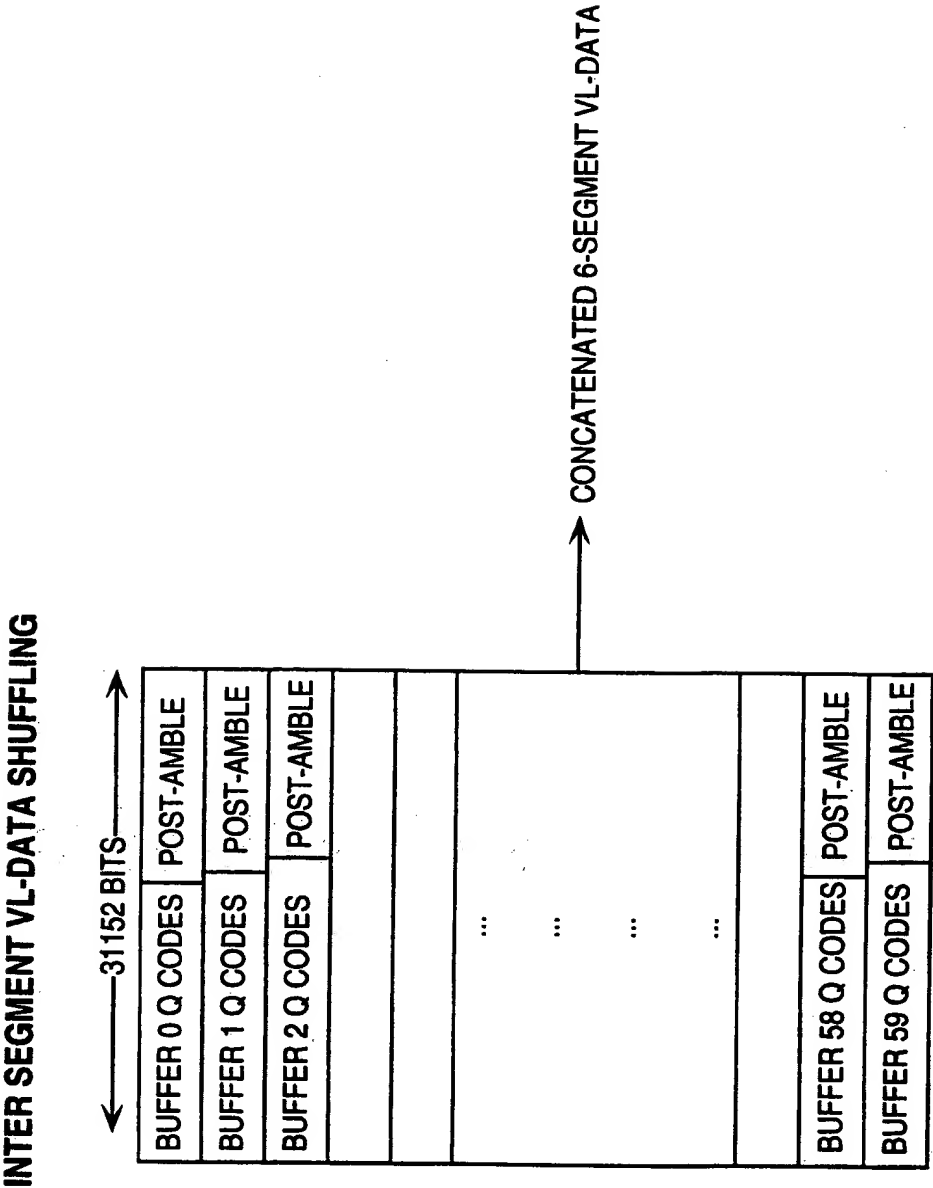 INTER SEGMENT VL-DATA SHUFFLING
31152 BITS
BUFFER 0 Q CODES POST-AMBLE
BUFFER 1 Q CODES POST-AMBLE
BUFFER 2 Q CODES POST-AMBLE
...
...
...
...
BUFFER 58 Q CODES POST-AMBLE
BUFFER 59 Q CODES POST-AMBLE
CONCATENATED 6-SEGMENT VL-DATA